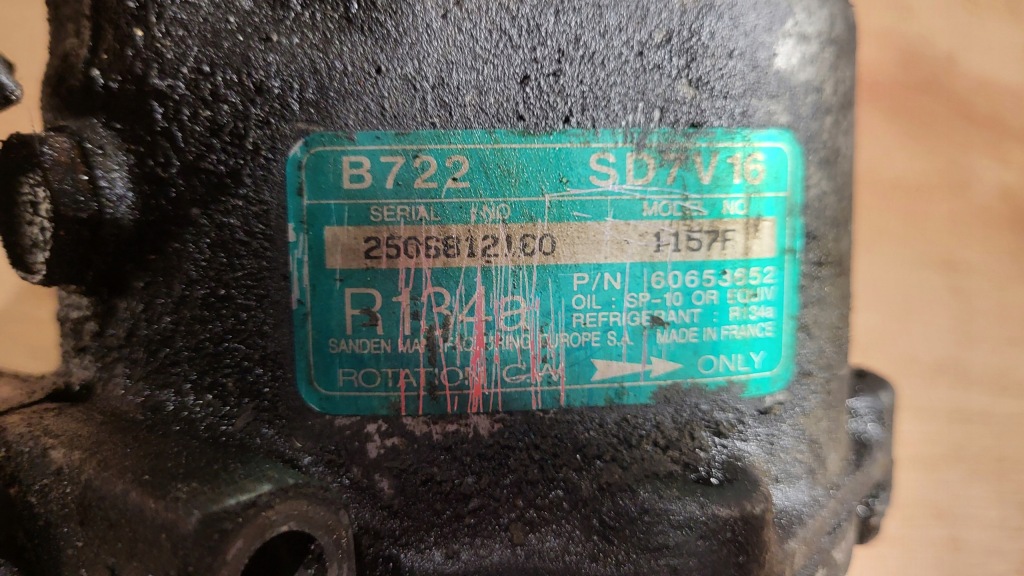 B722 SD7V16
SERIAL NO MODEL NO
1157F
R134a
P/N 60653652
OIL : SP-10 OR EQUIV
REFRIGERANT : R134a
SANDEN MANUFACTURING EUROPE S.A. MADE IN FRANCE
ROTATION C.W. ONLY